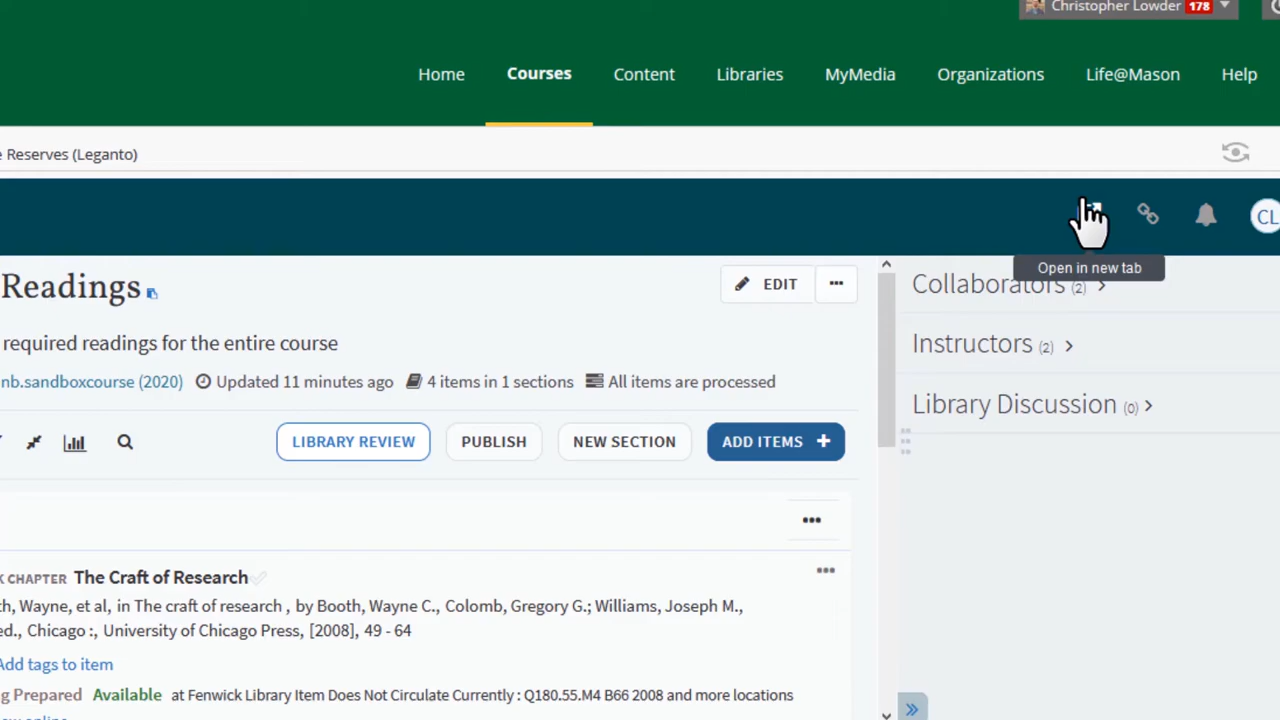 Christopher Lowder 178
Home Courses Content Libraries MyMedia Organizations Life@Mason Help
Reserves (Leganto)
CL
Open in new tab
Readings
EDIT
Collaborators (2)
required readings for the entire course
Instructors (2)
nb.sandboxcourse (2020) Updated 11 minutes ago 4 items in 1 sections All items are processed
Library Discussion (0)
LIBRARY REVIEW PUBLISH NEW SECTION ADD ITEMS +
CHAPTER The Craft of Research
Wayne, et al, in The craft of research , by Booth, Wayne C., Colomb, Gregory G.; Williams, Joseph M.,
ed., Chicago :, University of Chicago Press, [2008], 49 - 64
Add tags to item
Prepared Available at Fenwick Library Item Does Not Circulate Currently : Q180.55.M4 B66 2008 and more locations